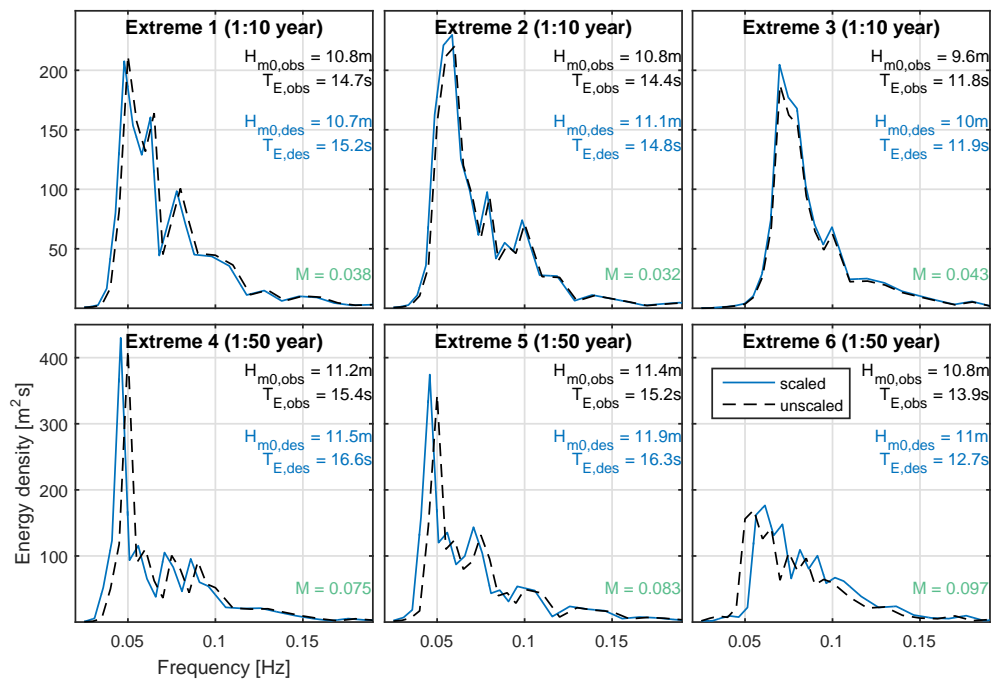 Extreme 1 (1:10 year)
H_m0,obs = 10.8m
T_E,obs = 14.7s
H_m0,des = 10.7m
T_E,des = 15.2s
M = 0.038
200
150
100
50
Extreme 2 (1:10 year)
H_m0,obs = 10.8m
T_E,obs = 14.4s
H_m0,des = 11.1m
T_E,des = 14.8s
M = 0.032
Extreme 3 (1:10 year)
H_m0,obs = 9.6m
T_E,obs = 11.8s
H_m0,des = 10m
T_E,des = 11.9s
M = 0.043
Extreme 4 (1:50 year)
H_m0,obs = 11.2m
T_E,obs = 15.4s
H_m0,des = 11.5m
T_E,des = 16.6s
M = 0.075
400
300
200
100
Energy density [m² s]
0.05 0.1 0.15
Frequency [Hz]
Extreme 5 (1:50 year)
H_m0,obs = 11.4m
T_E,obs = 15.2s
H_m0,des = 11.9m
T_E,des = 16.3s
M = 0.083
0.05 0.1 0.15
Extreme 6 (1:50 year)
H_m0,obs = 10.8m
T_E,obs = 13.9s
scaled
unscaled
H_m0,des = 11m
T_E,des = 12.7s
M = 0.097
0.05 0.1 0.15